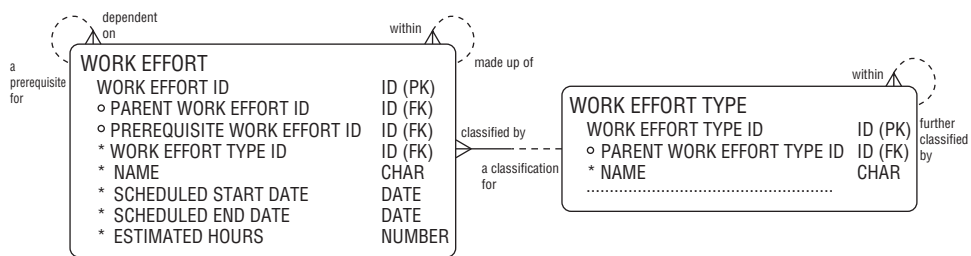 dependent
on
within
a
prerequisite
for
made up of
WORK EFFORT
WORK EFFORT ID ID (PK)
PARENT WORK EFFORT ID ID (FK)
PREREQUISITE WORK EFFORT ID ID (FK)
* WORK EFFORT TYPE ID ID (FK)
* NAME CHAR
* SCHEDULED START DATE DATE
* SCHEDULED END DATE DATE
* ESTIMATED HOURS NUMBER
classified by
a classification
for
within
further
classified
by
WORK EFFORT TYPE
WORK EFFORT TYPE ID ID (PK)
PARENT WORK EFFORT TYPE ID ID (FK)
* NAME CHAR